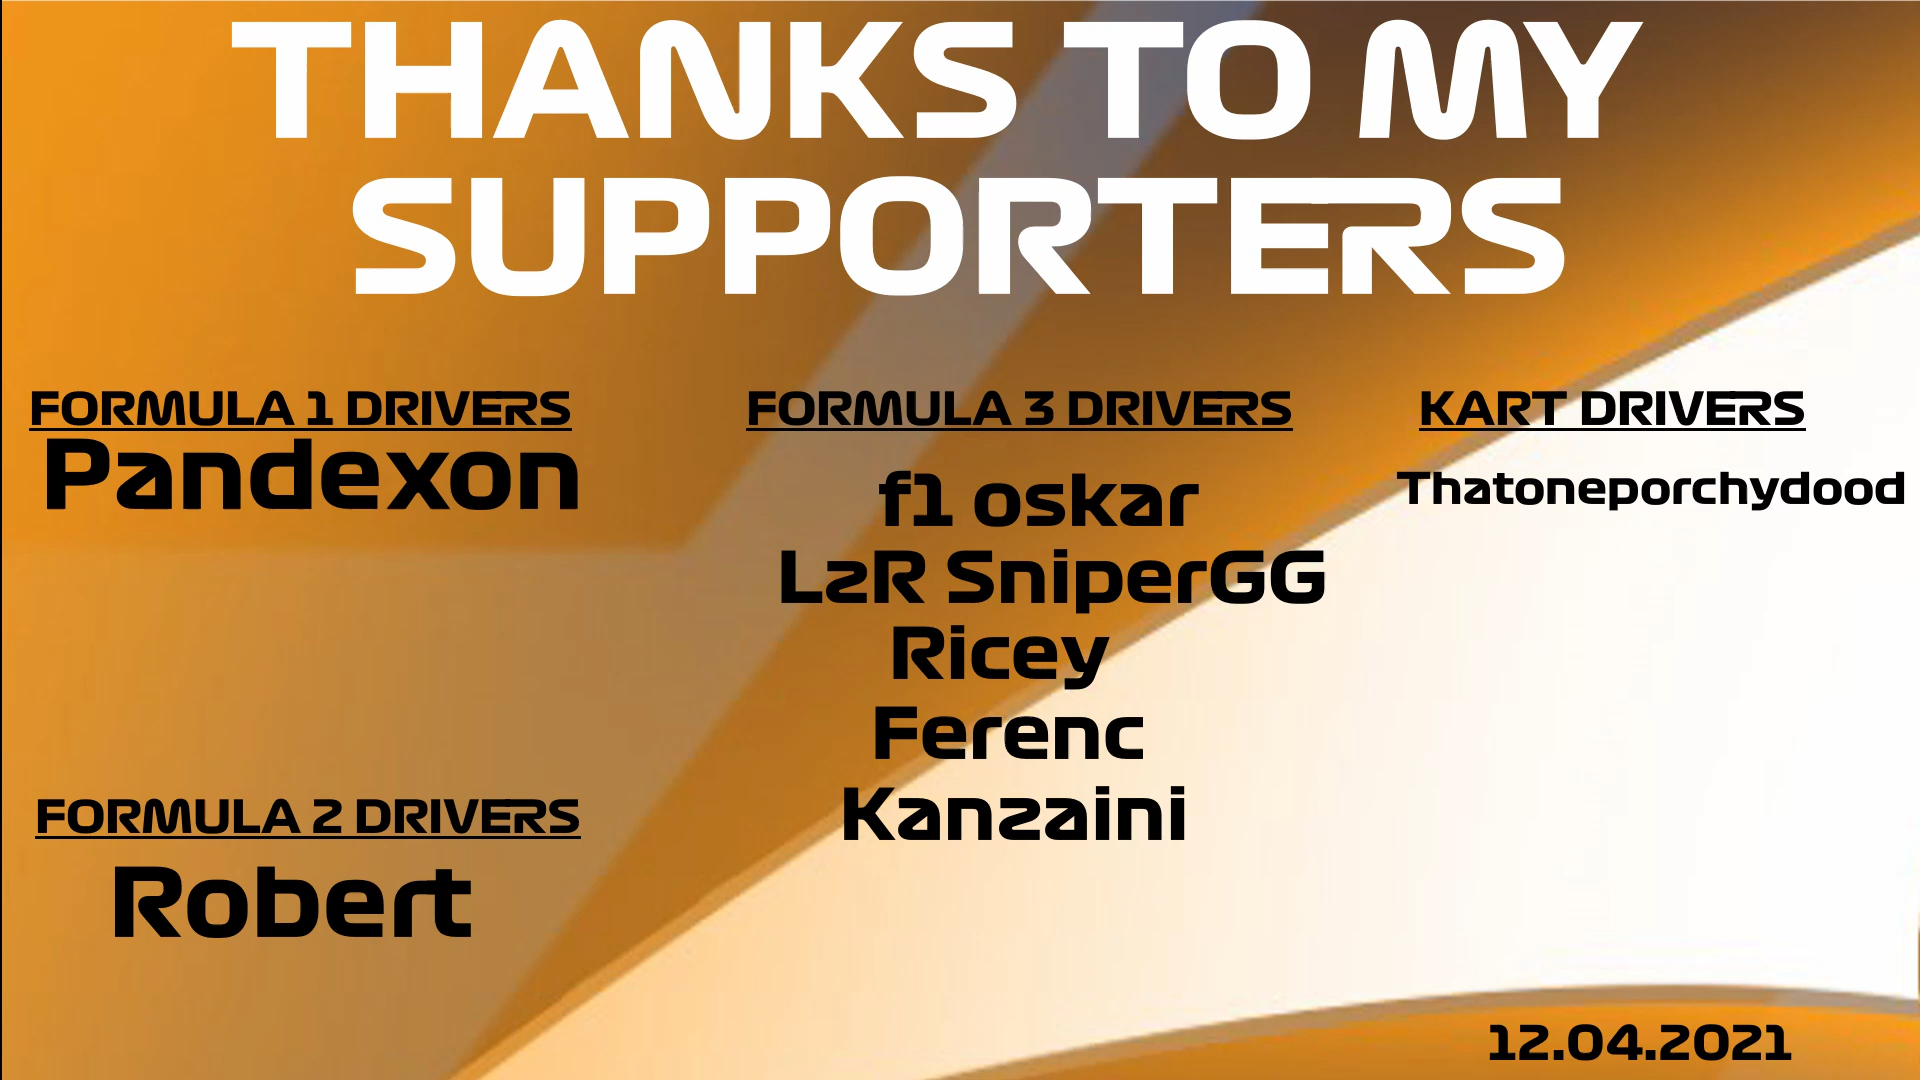 THANKS TO MY
SUPPORTERS
FORMULA 1 DRIVERS
Pandexon
FORMULA 2 DRIVERS
Robert
FORMULA 3 DRIVERS
f1 oskar
LzR SniperGG
Ricey
Ferenc
Kanzaini
KART DRIVERS
Thatoneporchydood
12.04.2021